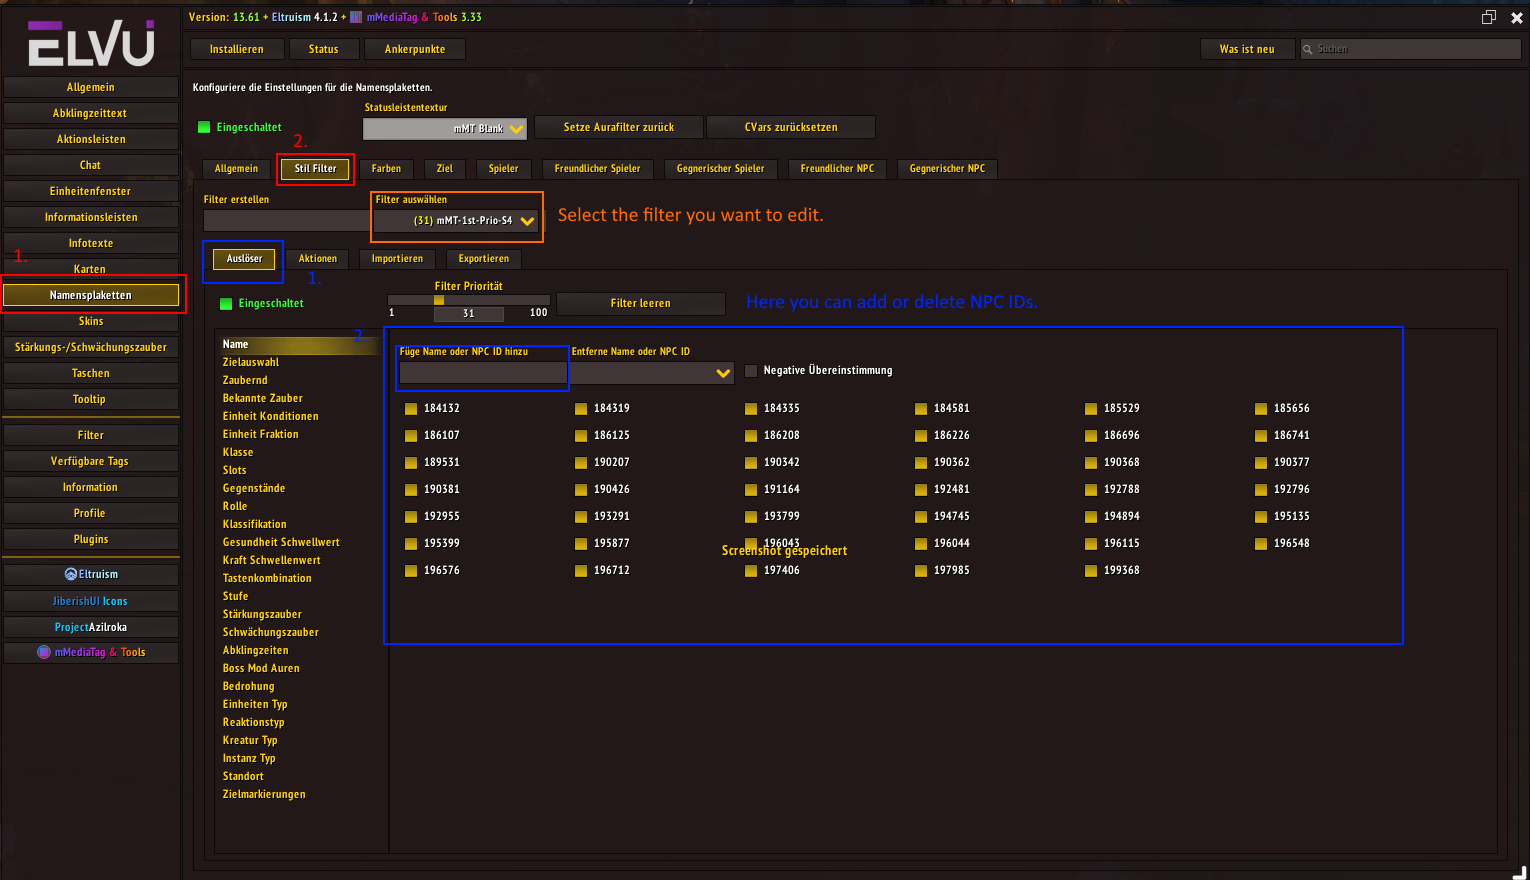 Version: 13.61 + Eltruism 4.1.2 + mMediaTag & Tools 3.33
ELVUI
Installieren
Status
Ankerpunkte
Was ist neu
Suchen
Allgemein
Abklingzeittext
Aktionsleisten
Chat
Einheitenfenster
Informationsleisten
Infotexte
1.
Karten
Namensplaketten
Skins
Stärkungs-/Schwächungszauber
Taschen
Tooltip
Filter
Verfügbare Tags
Information
Profile
Plugins
Eltruism
JiberishUI Icons
ProjectAzilroka
mMediaTag & Tools
Konfiguriere die Einstellungen für die Namensplaketten.
Statusleistentextur
Eingeschaltet
mMT Blank
Setze Aurafilter zurück
CVars zurücksetzen
2.
Allgemein
Stil Filter
Farben
Ziel
Spieler
Freundlicher Spieler
Gegnerischer Spieler
Freundlicher NPC
Gegnerischer NPC
Filter erstellen
Filter auswählen
(31) mMT-1st-Prio-S4
Select the filter you want to edit.
Auslöser
Aktionen
Importieren
Exportieren
1.
Eingeschaltet
Filter Priorität
1
31
100
Filter leeren
Here you can add or delete NPC IDs.
2.
Name
Zielauswahl
Zaubernd
Bekannte Zauber
Einheit Konditionen
Einheit Fraktion
Klasse
Slots
Gegenstände
Rolle
Klassifikation
Gesundheit Schwellwert
Kraft Schwellenwert
Tastenkombination
Stufe
Stärkungszauber
Schwächungszauber
Abklingzeiten
Boss Mod Auren
Bedrohung
Einheiten Typ
Reaktionstyp
Kreatur Typ
Instanz Typ
Standort
Zielmarkierungen
Füge Name oder NPC ID hinzu
Entferne Name oder NPC ID
Negative Übereinstimmung
184132 184319 184335 184581 185529 185656
186107 186125 186208 186226 186696 186741
189531 190207 190342 190362 190368 190377
190381 190426 191164 192481 192788 192796
192955 193291 193799 194745 194894 195135
195399 195877 196043 196044 196115 196548
Screenshot gespeichert
196576 196712 197406 197985 199368